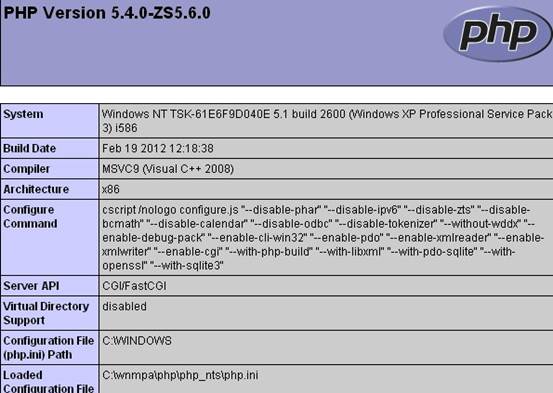 PHP Version 5.4.0-ZS5.6.0
php
System
Windows NT TSK-61E6F9D040E 5.1 build 2600 (Windows XP Professional Service Pack
3) i586
Build Date
Feb 19 2012 12:18:38
Compiler
MSVC9 (Visual C++ 2008)
Architecture
x86
Configure
Command
cscript /nologo configure.js "--disable-phar" "--disable-ipv6" "--disable-zts" "--disable-
bcmath" "--disable-calendar" "--disable-odbc" "--disable-tokenizer" "--without-wddx" "--
enable-debug-pack" "--enable-cli-win32" "--enable-pdo" "--enable-xmlreader" "--enable-
xmlwriter" "--enable-cgi" "--with-php-build" "--with-libxml" "--with-pdo-sqlite" "--with-
openssl" "--with-sqlite3"
Server API
CGI/FastCGI
Virtual Directory
Support
disabled
Configuration File
(php.ini) Path
C:\WINDOWS
Loaded
Configuration File
C:\wnmpa\php\php_nts\php.ini